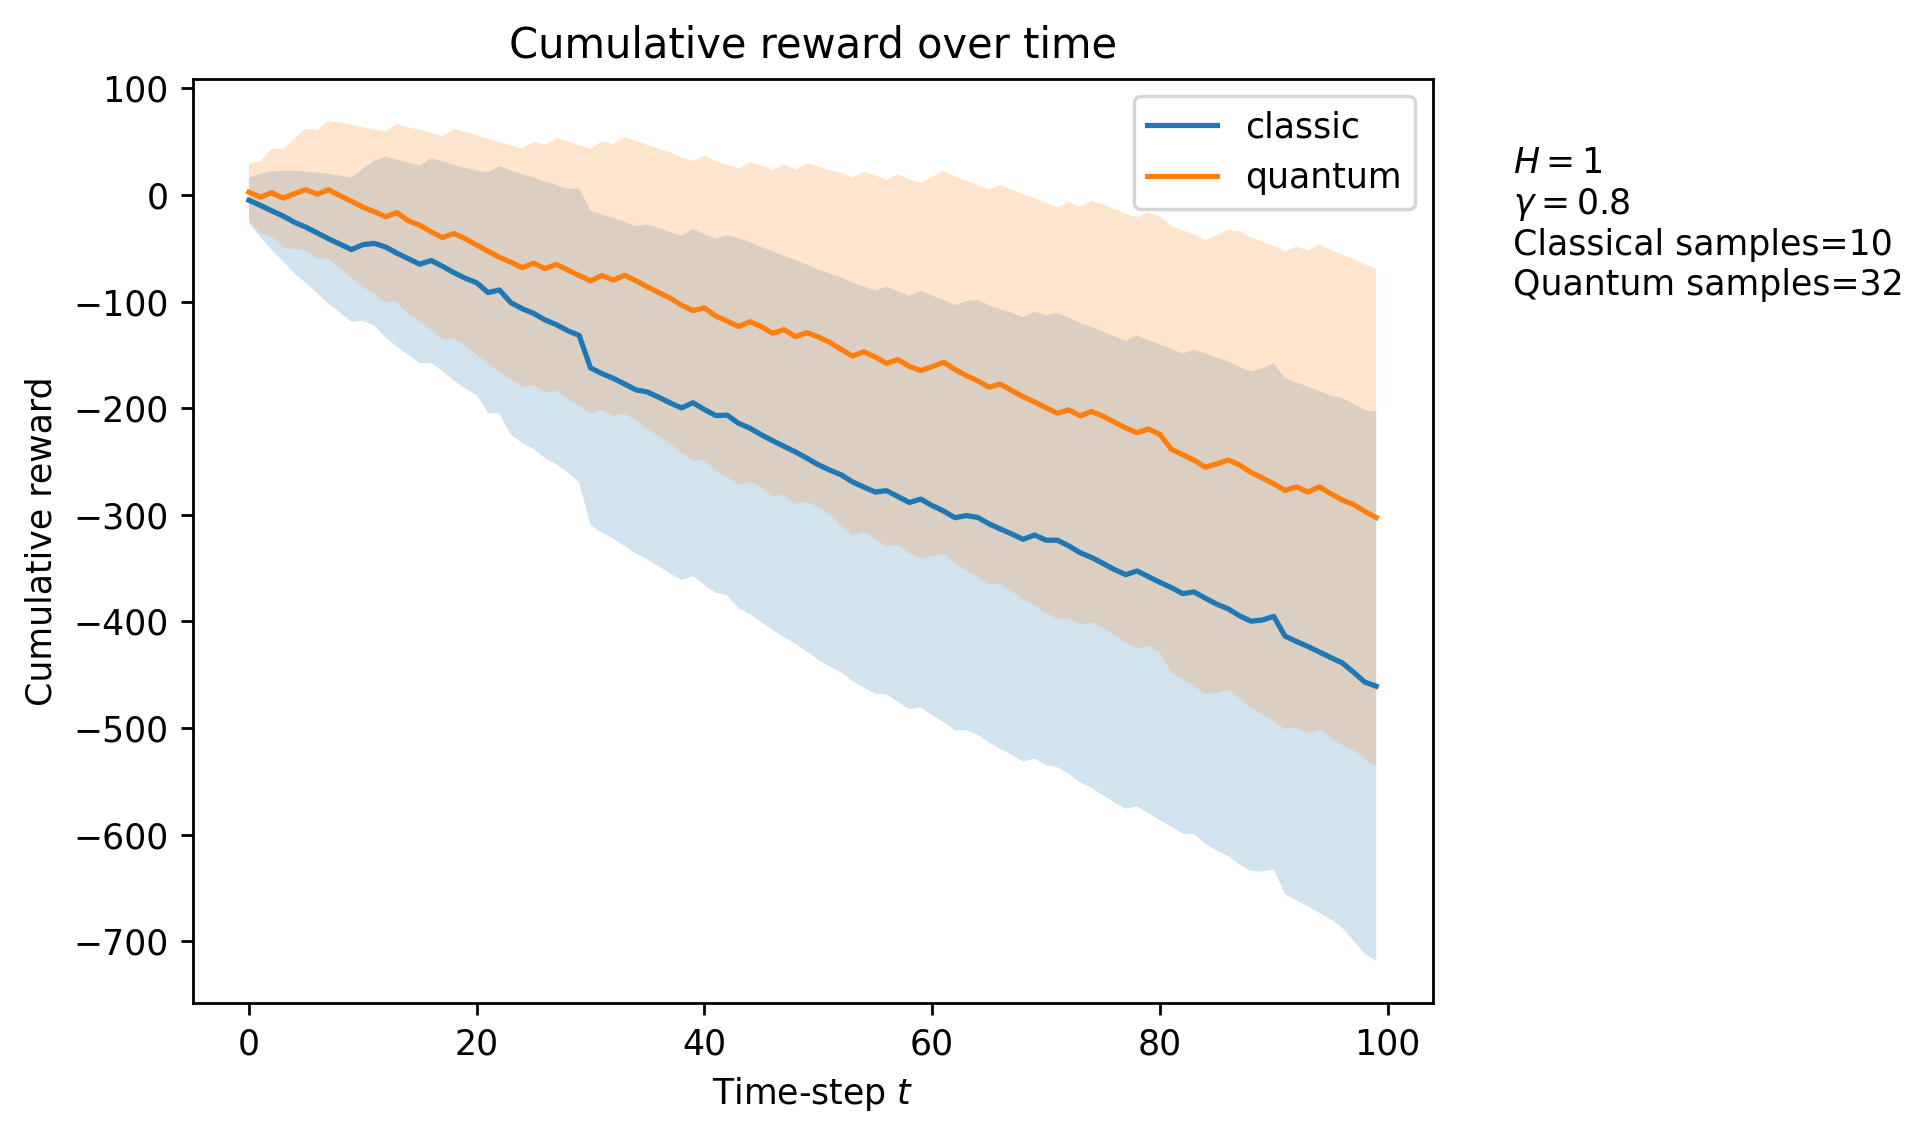 Cumulative reward over time
100
0
−100
−200
−300
−400
−500
−600
−700
Cumulative reward
0
20
40
60
80
100
Time-step t
classic
quantum
H = 1
γ = 0.8
Classical samples=10
Quantum samples=32